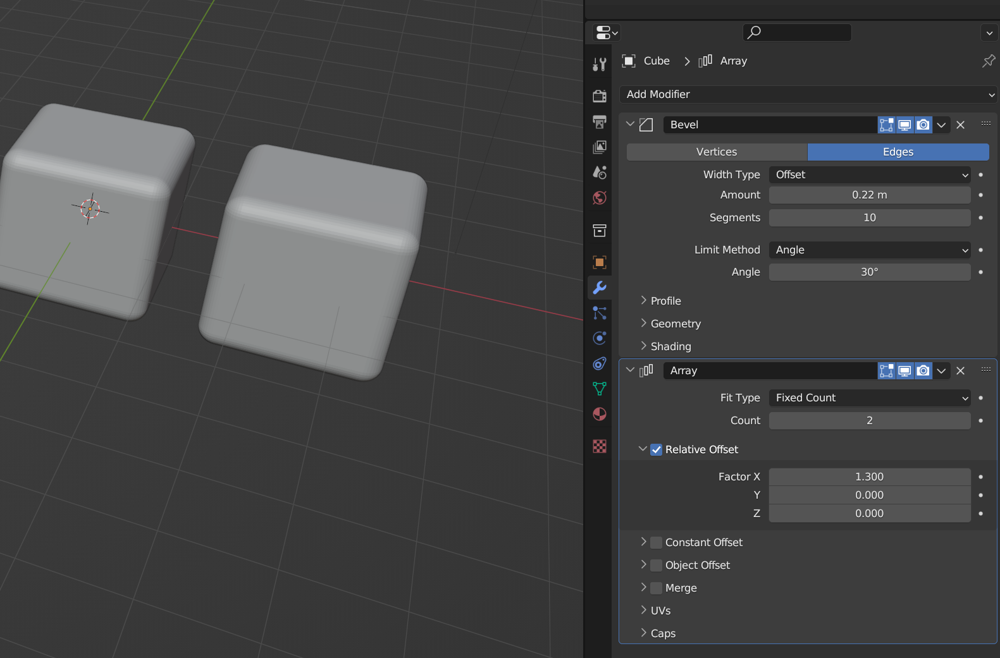 Cube > Array
Add Modifier
Bevel
Vertices Edges
Width Type Offset
Amount 0.22 m
Segments 10
Limit Method Angle
Angle 30°
Profile
Geometry
Shading
Array
Fit Type Fixed Count
Count 2
Relative Offset
Factor X 1.300
Y 0.000
Z 0.000
Constant Offset
Object Offset
Merge
UVs
Caps